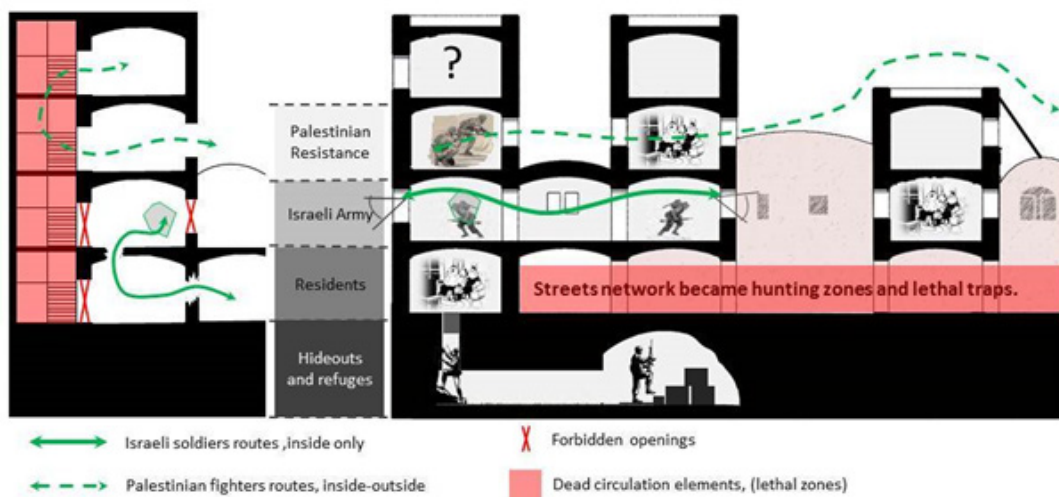 ?
Palestinian
Resistance
Israeli Army
Residents
Streets network became hunting zones and lethal traps.
Hideouts
and refuges
Israeli soldiers routes ,inside only
Forbidden openings
Palestinian fighters routes, inside-outside
Dead circulation elements, (lethal zones)